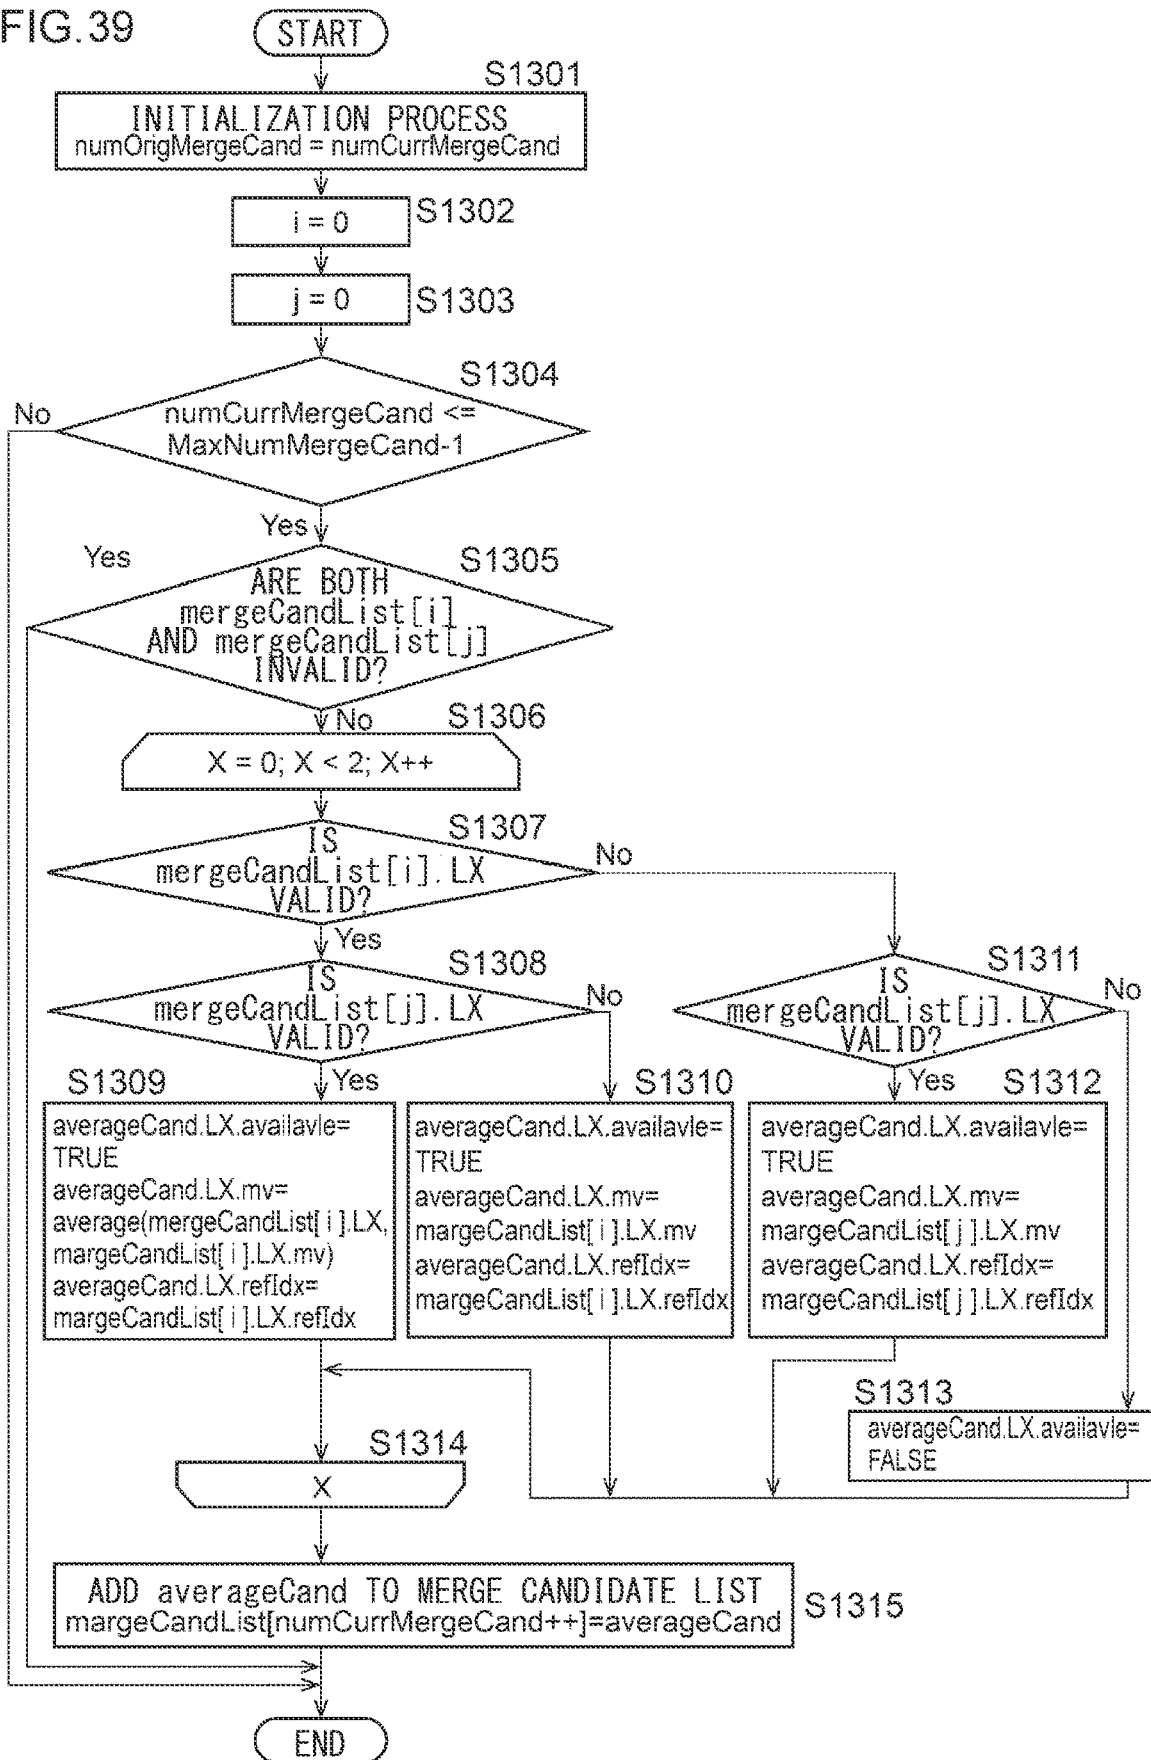 FIG.39
START
S1301
INITIALIZATION PROCESS
numOrigMergeCand = numCurrMergeCand
i = 0
S1302
j = 0
S1303
S1304
No
numCurrMergeCand <=
MaxNumMergeCand-1
Yes
Yes
S1305
ARE BOTH
mergeCandList[i]
AND mergeCandList[j]
INVALID?
No
S1306
X = 0; X < 2; X++
S1307
IS
mergeCandList[i].LX
VALID?
No
Yes
S1308
IS
mergeCandList[j].LX
VALID?
No
S1311
IS
mergeCandList[j].LX
VALID?
No
S1309
Yes
S1310
Yes
S1312
averageCand.LX.availavle=
TRUE
averageCand.LX.mv=
average(mergeCandList[ i ].LX,
margeCandList[ i ].LX.mv)
averageCand.LX.refIdx=
margeCandList[ i ].LX.refIdx
averageCand.LX.availavle=
TRUE
averageCand.LX.mv=
margeCandList[ i ].LX.mv
averageCand.LX.refIdx=
margeCandList[ i ].LX.refIdx
averageCand.LX.availavle=
TRUE
averageCand.LX.mv=
margeCandList[ j ].LX.mv
averageCand.LX.refIdx=
margeCandList[ j ].LX.refIdx
S1313
averageCand.LX.availavle=
FALSE
S1314
X
ADD averageCand TO MERGE CANDIDATE LIST
margeCandList[numCurrMergeCand++]=averageCand
S1315
END